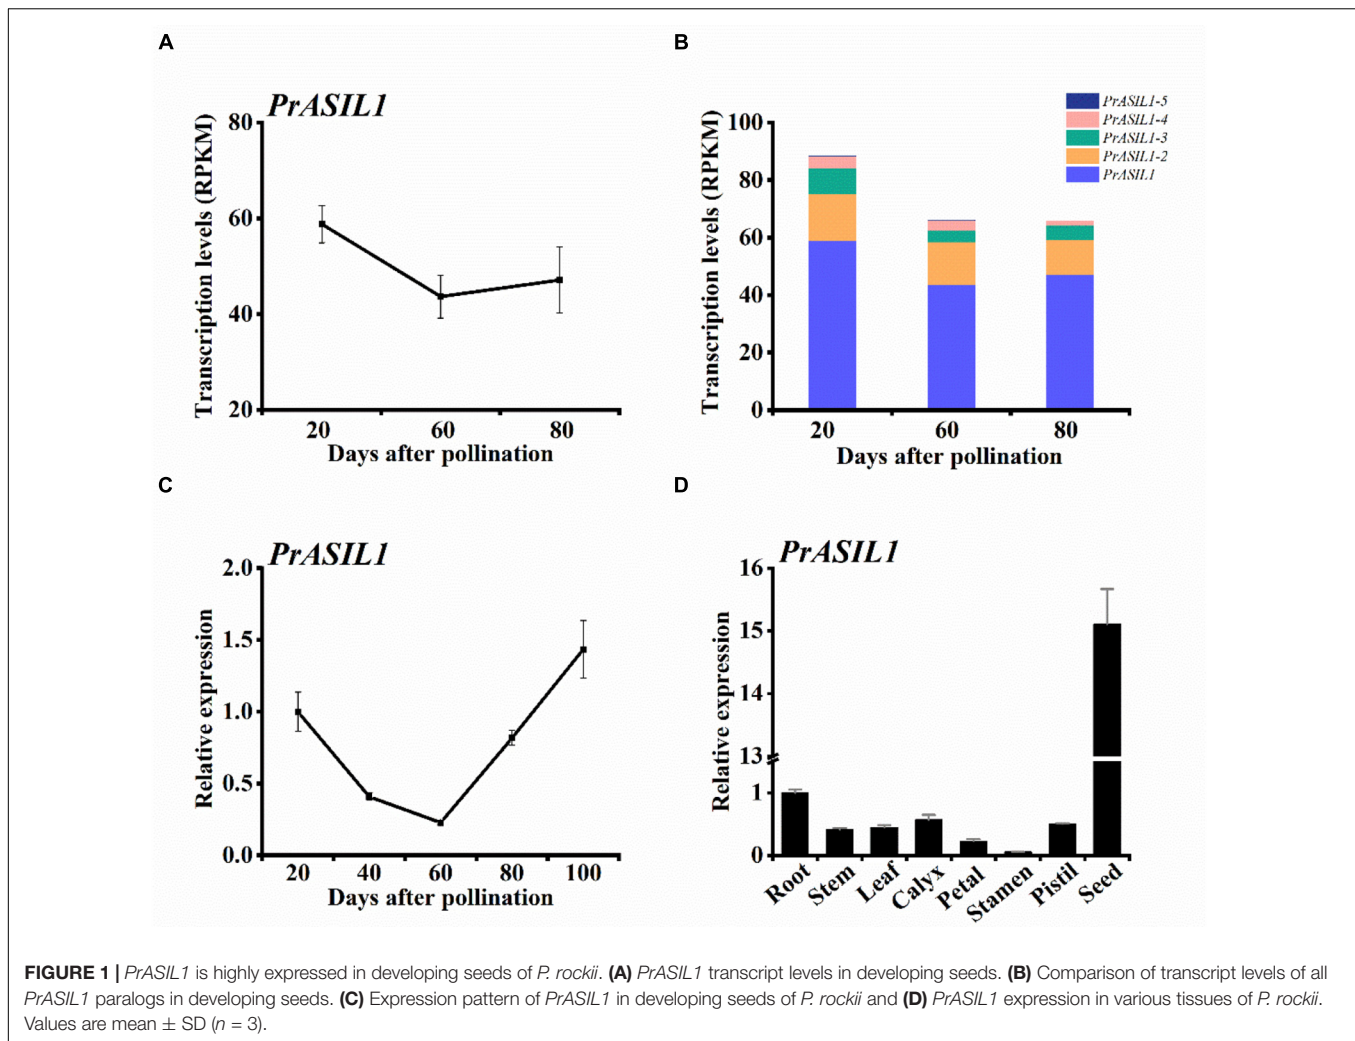 A
PrASIL1
Transcription levels (RPKM)
80
60
40
20
20 60 80
Days after pollination
B
PrASIL1-5
PrASIL1-4
PrASIL1-3
PrASIL1-2
PrASIL1
Transcription levels (RPKM)
100
80
60
40
20
0
20 60 80
Days after pollination
C
PrASIL1
Relative expression
2.0
1.5
1.0
0.5
0.0
20 40 60 80 100
Days after pollination
D
PrASIL1
Relative expression
16
15
14
13
1
0
Root Stem Leaf Calyx Petal Stamen Pistil Seed
FIGURE 1 | PrASIL1 is highly expressed in developing seeds of P. rockii. (A) PrASIL1 transcript levels in developing seeds. (B) Comparison of transcript levels of all
PrASIL1 paralogs in developing seeds. (C) Expression pattern of PrASIL1 in developing seeds of P. rockii and (D) PrASIL1 expression in various tissues of P. rockii.
Values are mean ± SD (n = 3).